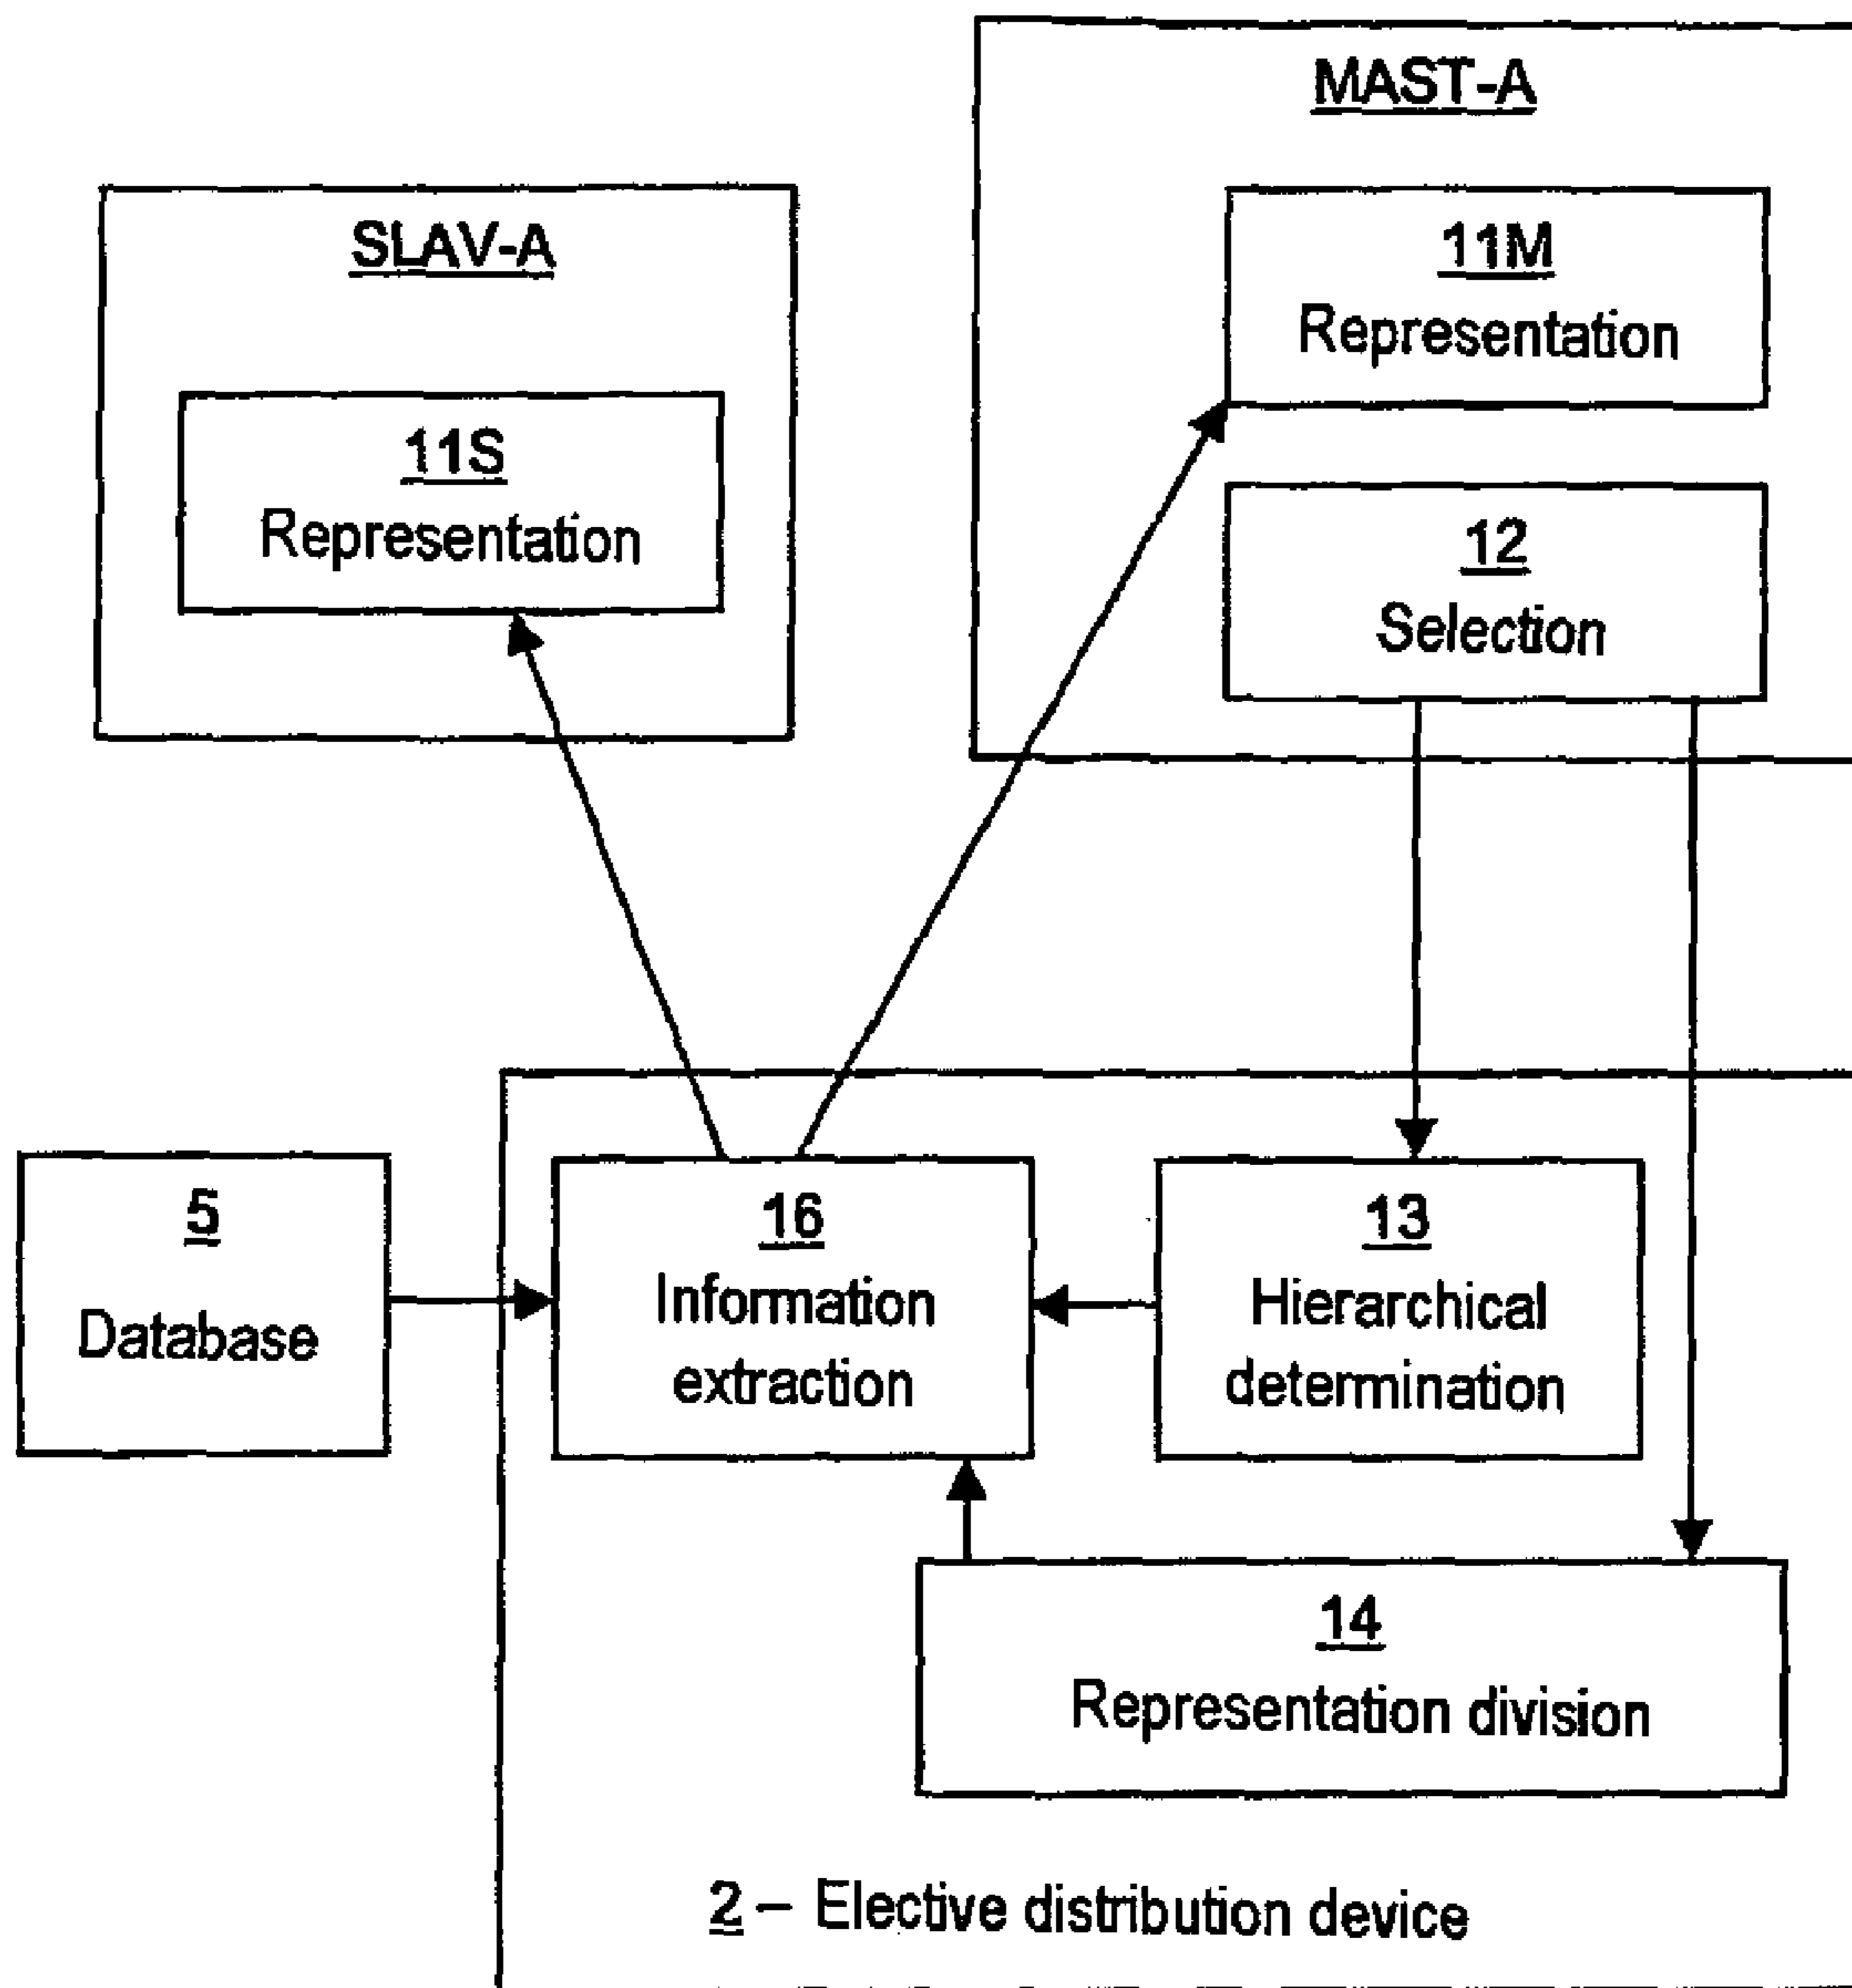 MAST-A
SLAV-A
11M
Representation
11S
Representation
12
Selection
5
Database
16
Information
extraction
13
Hierarchical
determination
14
Representation division
2 – Elective distribution device